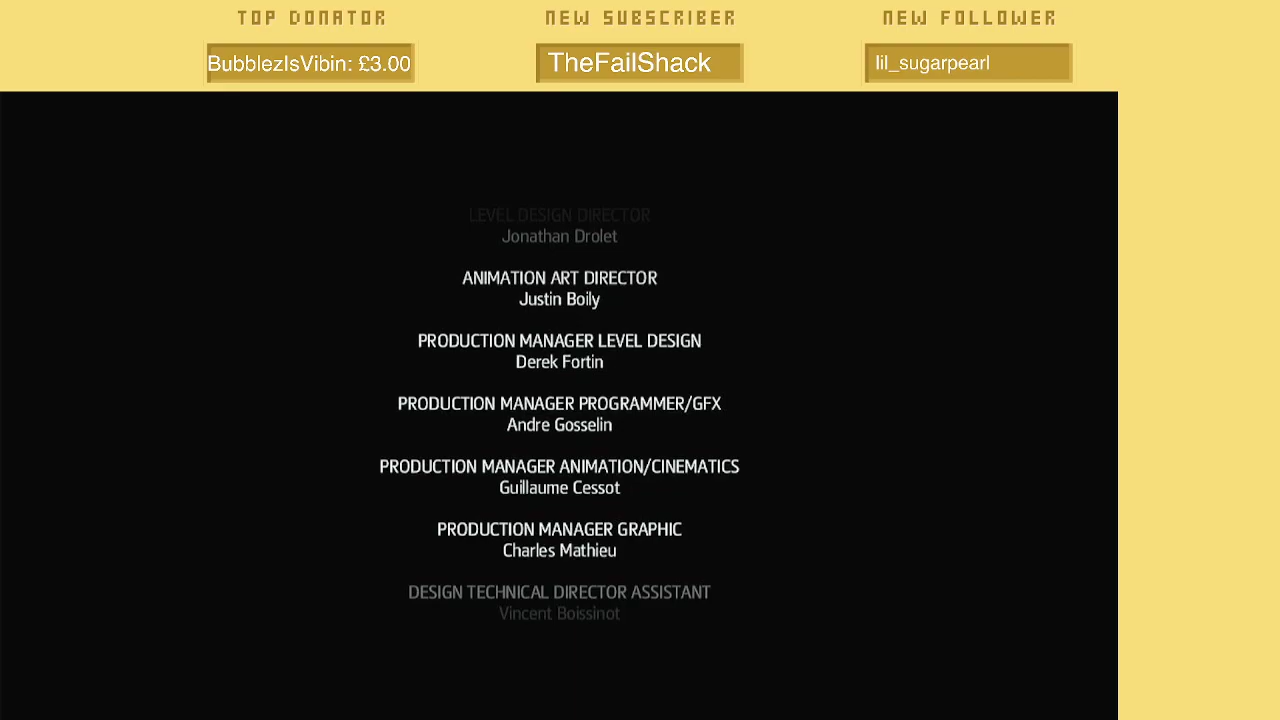 TOP DONATOR
NEW SUBSCRIBER
NEW FOLLOWER
BubblezIsVibin: £3.00
TheFailShack
lil_sugarpearl
LEVEL DESIGN DIRECTOR
Jonathan Drolet
ANIMATION ART DIRECTOR
Justin Boily
PRODUCTION MANAGER LEVEL DESIGN
Derek Fortin
PRODUCTION MANAGER PROGRAMMER/GFX
Andre Gosselin
PRODUCTION MANAGER ANIMATION/CINEMATICS
Guillaume Cessot
PRODUCTION MANAGER GRAPHIC
Charles Mathieu
DESIGN TECHNICAL DIRECTOR ASSISTANT
Vincent Boissinot